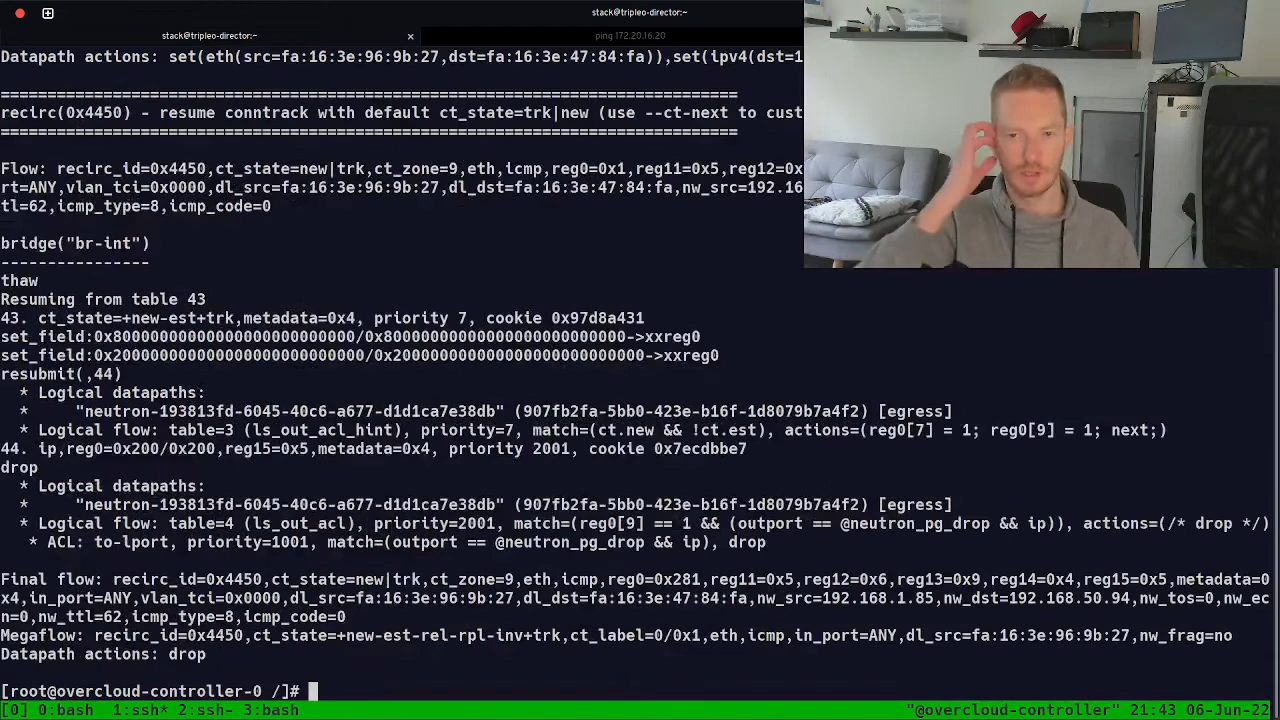 stack@tripleo-director:~
stack@tripleo-director:~
ping 172.20.16.20
Datapath actions: set(eth(src=fa:16:3e:96:9b:27,dst=fa:16:3e:47:84:fa)),set(ipv4(dst=1
==============================================================================
recirc(0x4450) - resume conntrack with default ct_state=trk|new (use --ct-next to cust
==============================================================================
Flow: recirc_id=0x4450,ct_state=new|trk,ct_zone=9,eth,icmp,reg0=0x1,reg11=0x5,reg12=0x
rt=ANY,vlan_tci=0x0000,dl_src=fa:16:3e:96:9b:27,dl_dst=fa:16:3e:47:84:fa,nw_src=192.16
ttl=62,icmp_type=8,icmp_code=0
bridge("br-int")
----------------
thaw
Resuming from table 43
43. ct_state=+new-est+trk,metadata=0x4, priority 7, cookie 0x97d8a431
set_field:0x80000000000000000000000000/0x80000000000000000000000000->xxreg0
set_field:0x200000000000000000000000000/0x200000000000000000000000000->xxreg0
resubmit(,44)
* Logical datapaths:
* "neutron-193813fd-6045-40c6-a677-d1d1ca7e38db" (907fb2fa-5bb0-423e-b16f-1d8079b7a4f2) [egress]
* Logical flow: table=3 (ls_out_acl_hint), priority=7, match=(ct.new && !ct.est), actions=(reg0[7] = 1; reg0[9] = 1; next;)
44. ip,reg0=0x200/0x200,reg15=0x5,metadata=0x4, priority 2001, cookie 0x7ecdbbe7
drop
* Logical datapaths:
* "neutron-193813fd-6045-40c6-a677-d1d1ca7e38db" (907fb2fa-5bb0-423e-b16f-1d8079b7a4f2) [egress]
* Logical flow: table=4 (ls_out_acl), priority=2001, match=(reg0[9] == 1 && (outport == @neutron_pg_drop && ip)), actions=(/* drop */)
* ACL: to-lport, priority=1001, match=(outport == @neutron_pg_drop && ip), drop
Final flow: recirc_id=0x4450,ct_state=new|trk,ct_zone=9,eth,icmp,reg0=0x281,reg11=0x5,reg12=0x6,reg13=0x9,reg14=0x4,reg15=0x5,metadata=0
x4,in_port=ANY,vlan_tci=0x0000,dl_src=fa:16:3e:96:9b:27,dl_dst=fa:16:3e:47:84:fa,nw_src=192.168.1.85,nw_dst=192.168.50.94,nw_tos=0,nw_ec
n=0,nw_ttl=62,icmp_type=8,icmp_code=0
Megaflow: recirc_id=0x4450,ct_state=+new-est-rel-rpl-inv+trk,ct_label=0/0x1,eth,icmp,in_port=ANY,dl_src=fa:16:3e:96:9b:27,nw_frag=no
Datapath actions: drop
[root@overcloud-controller-0 /]#
[0] 0:bash 1:ssh* 2:ssh- 3:bash "@overcloud-controller" 21:43 06-Jun-22